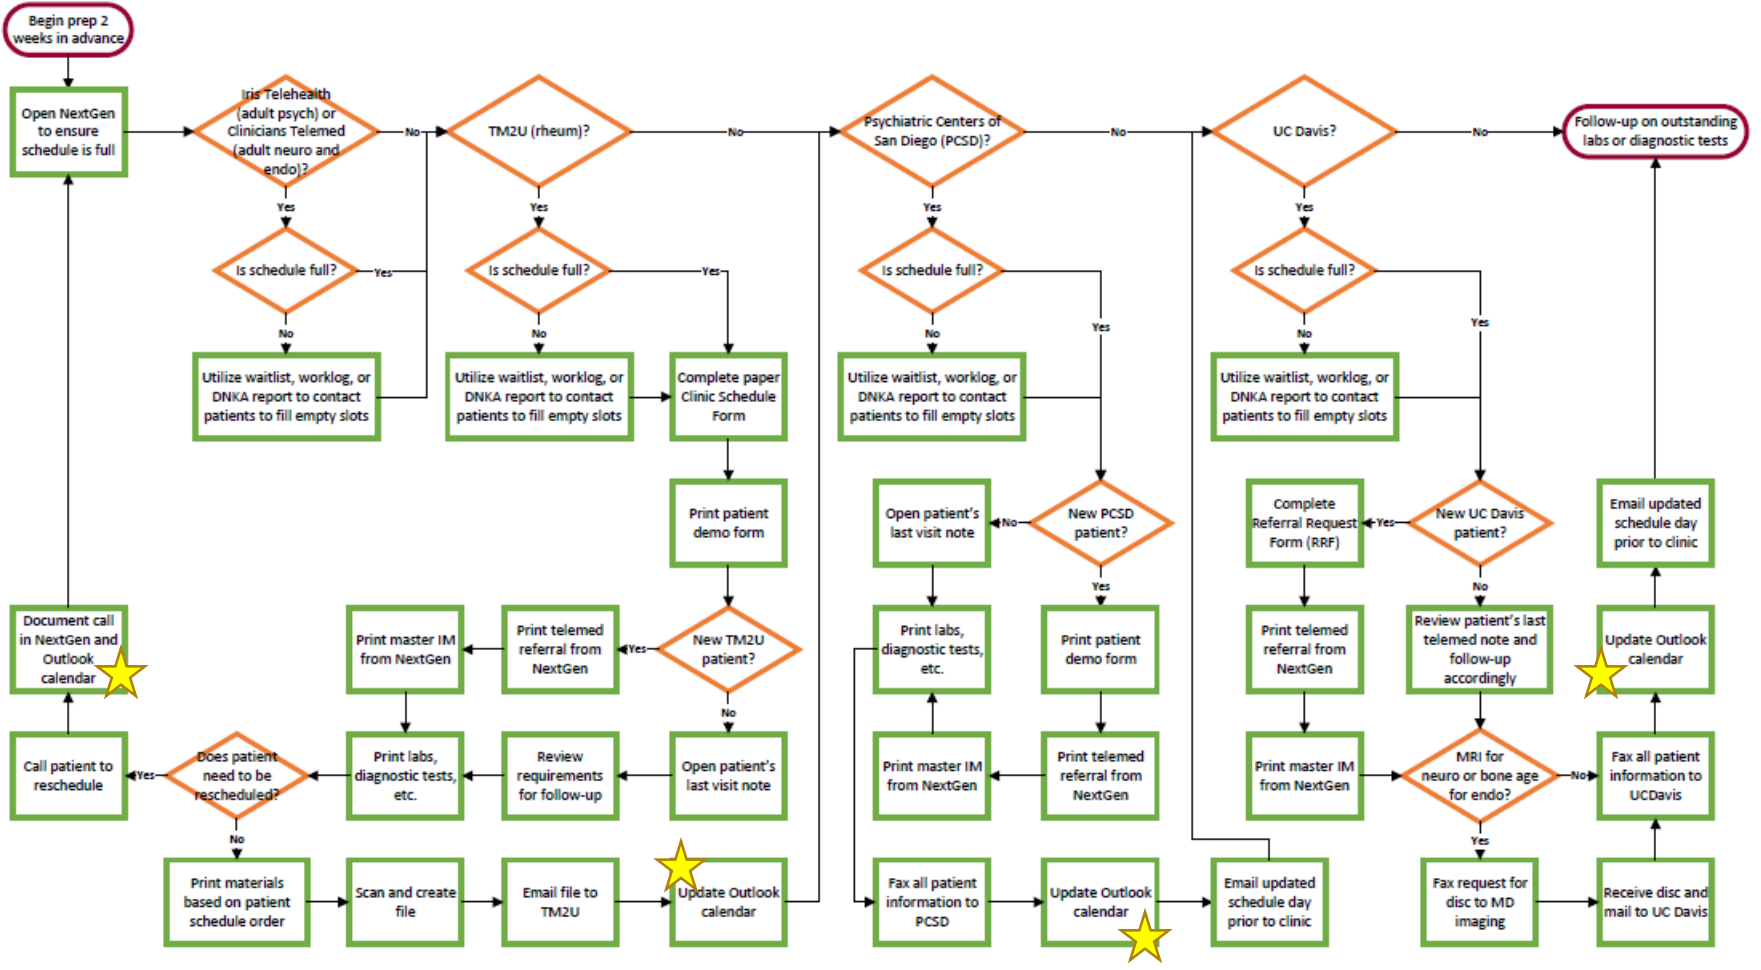 Begin prep 2
weeks in advance
Open NextGen
to ensure
schedule is full
Iris Telehealth
(adult psych) or
Clinicians Telemed
(adult neuro and
endo)?
No
TM2U (rheum)?
No
Psychiatric Centers of
San Diego (PCSD)?
No
UC Davis?
No
Follow-up on outstanding
labs or diagnostic tests
Yes
Yes
Yes
Yes
Is schedule full?
Yes
Is schedule full?
Yes
Is schedule full?
Yes
Is schedule full?
Yes
No
No
No
No
Utilize waitlist, worklog, or
DNKA report to contact
patients to fill empty slots
Utilize waitlist, worklog, or
DNKA report to contact
patients to fill empty slots
Complete paper
Clinic Schedule
Form
Utilize waitlist, worklog, or
DNKA report to contact
patients to fill empty slots
Utilize waitlist, worklog, or
DNKA report to contact
patients to fill empty slots
Print patient
demo form
Open patient's
last visit note
No
New PCSD
patient?
Complete
Referral Request
Form (RRF)
Yes
New UC Davis
patient?
Email updated
schedule day
prior to clinic
Yes
No
Document call
in NextGen and
Outlook
calendar
Print master IM
from NextGen
Print telemed
referral from
NextGen
Yes
New TM2U
patient?
Print labs,
diagnostic tests,
etc.
Print patient
demo form
Print telemed
referral from
NextGen
Review patient's last
telemed note and
follow-up
accordingly
Update Outlook
calendar
No
Call patient to
reschedule
Yes
Does patient
need to be
rescheduled?
Print labs,
diagnostic tests,
etc.
Review
requirements
for follow-up
Open patient's
last visit note
Print master IM
from NextGen
Print telemed
referral from
NextGen
Print master IM
from NextGen
MRI for
neuro or bone age
for endo?
No
Fax all patient
information to
UCDavis
No
Yes
Print materials
based on patient
schedule order
Scan and create
file
Email file to
TM2U
Update Outlook
calendar
Fax all patient
information to
PCSD
Update Outlook
calendar
Email updated
schedule day
prior to clinic
Fax request for
disc to MD
imaging
Receive disc and
mail to UC Davis